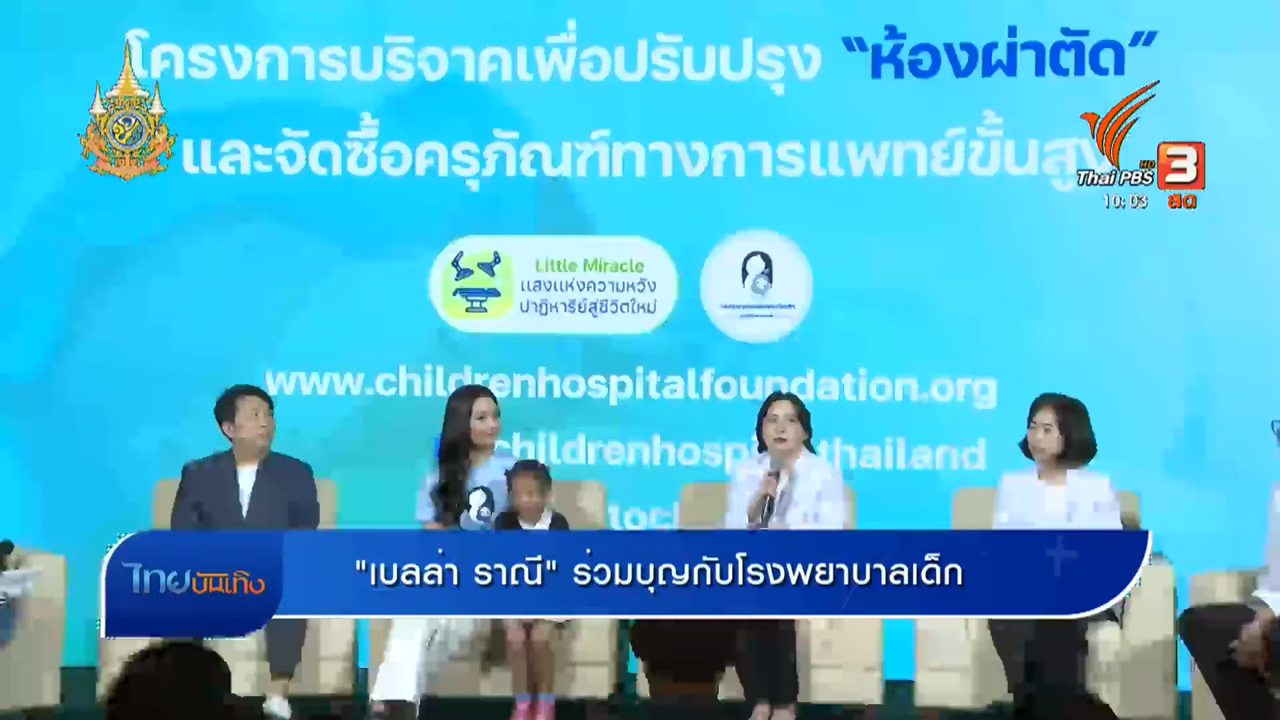 โครงการบริจาคเพื่อปรับปรุง "ห้องผ่าตัด"
และจัดซื้อครุภัณฑ์ทางการแพทย์ขั้นสูง
Thai PBS HD 3
10:03 สด
Little Miracle
แสงแห่งความหวัง
ปาฏิหาริย์สู่ชีวิตใหม่
www.childrenhospitalfoundation.org
childrenhospitalthailand
ไทยบันเทิง
"เบลล่า ราณี" ร่วมบุญกับโรงพยาบาลเด็ก